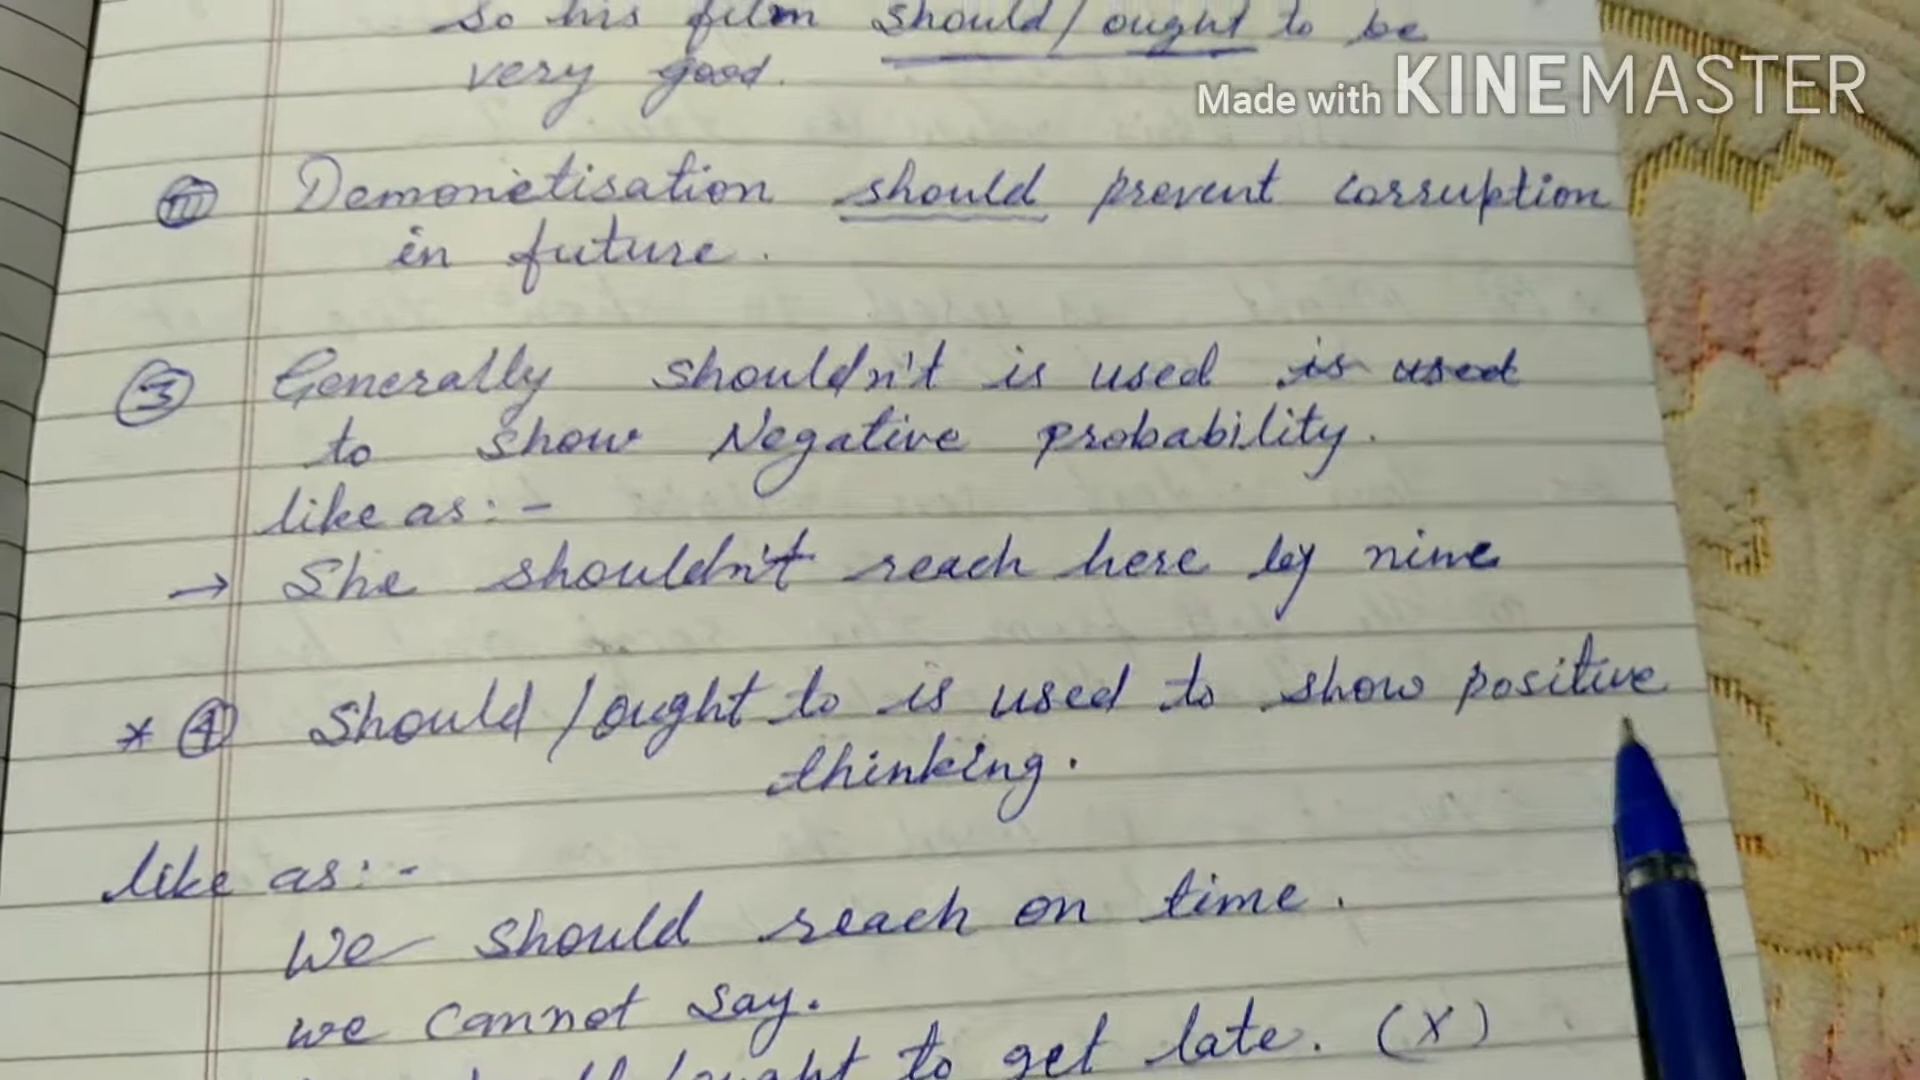 so his film should/ought to be
very good.
Made with KINEMASTER
(iii) Demonetisation should prevent corruption
in future.
(3) Generally shouldn't is used is used
to show Negative probability.
like as:-
→ She shouldn't reach here by nine
* (4) Should/ought to is used to show positive
thinking.
like as:-
We should reach on time.
we cannot say.
ought to get late. (X)